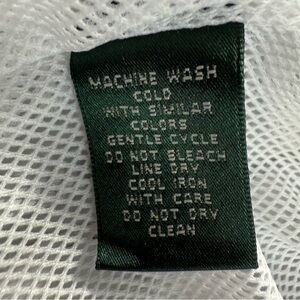 MACHINE WASH
COLD
WITH SIMILAR
COLORS
GENTLE CYCLE
DO NOT BLEACH
LINE DRY
COOL IRON
WITH CARE
DO NOT DRY
CLEAN